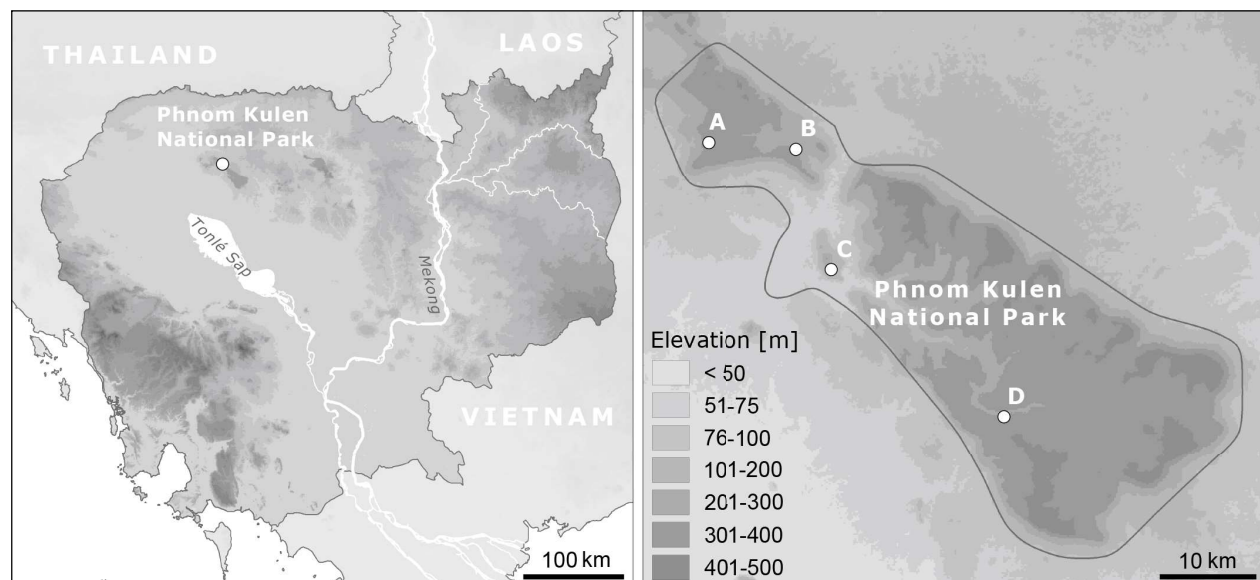 THAILAND
LAOS
Phnom Kulen
National Park
Tonlé Sap
Mekong
VIETNAM
100 km
A
B
C
Phnom Kulen
National Park
Elevation [m]
< 50
51-75
76-100
101-200
201-300
301-400
401-500
D
10 km